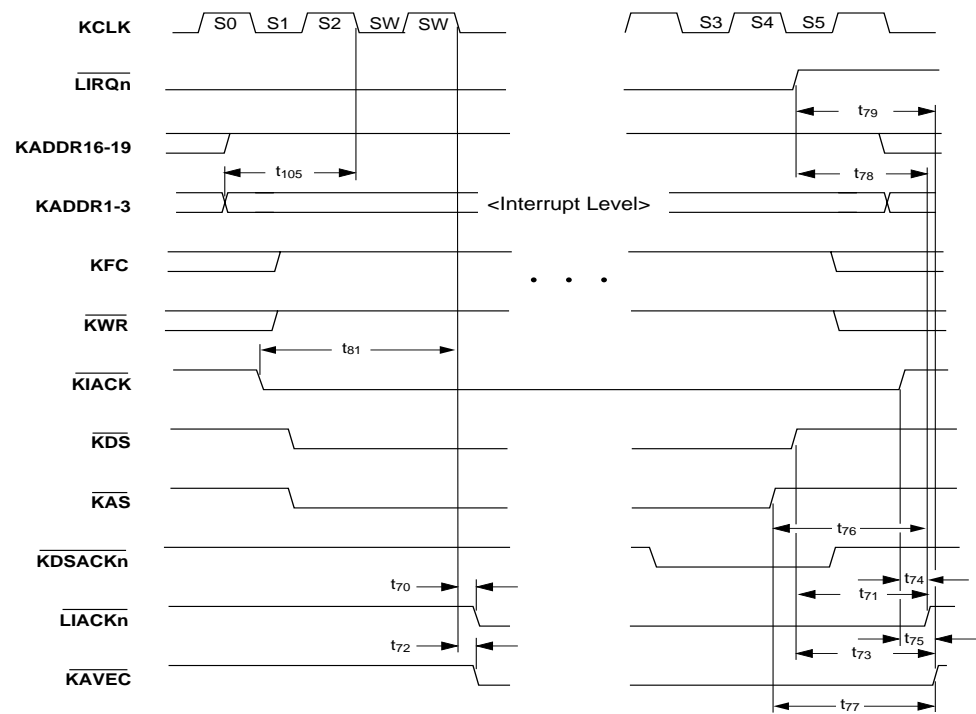 KCLK S0 S1 S2 SW SW S3 S4 S5
LIRQn
t79
KADDR16-19
t105 t78
KADDR1-3 <Interrupt Level>
KFC
. . .
KWR
t81
KIACK
KDS
KAS
t76
KDSACKn
t70 t74
t71
LIACKn
t72 t75
t73
KAVEC
t77